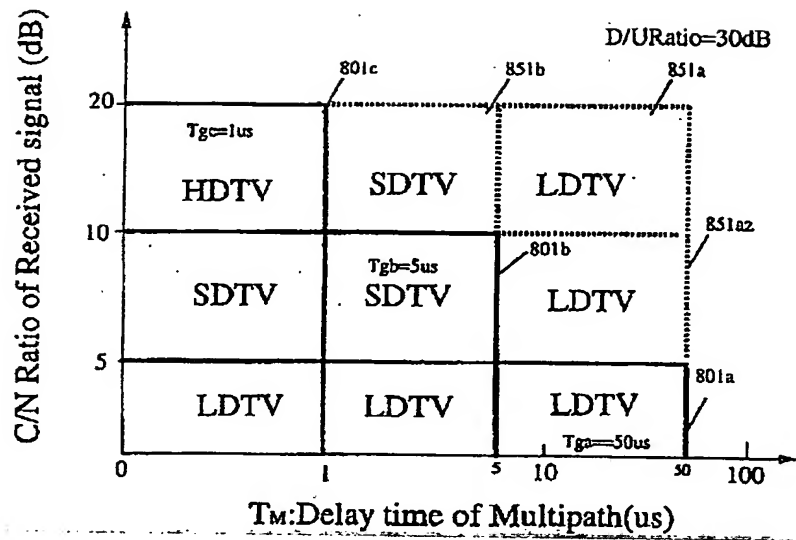 D/URatio=30dB
801c
851b
851a
20
Tgc=1us
HDTV
SDTV
LDTV
10
851az
Tgb=5us
801b
SDTV
SDTV
LDTV
5
801a
LDTV
LDTV
LDTV
Tga==50us
0
1
5
10
50
100
TM:Delay time of Multipath(us)
C/N Ratio of Received signal (dB)